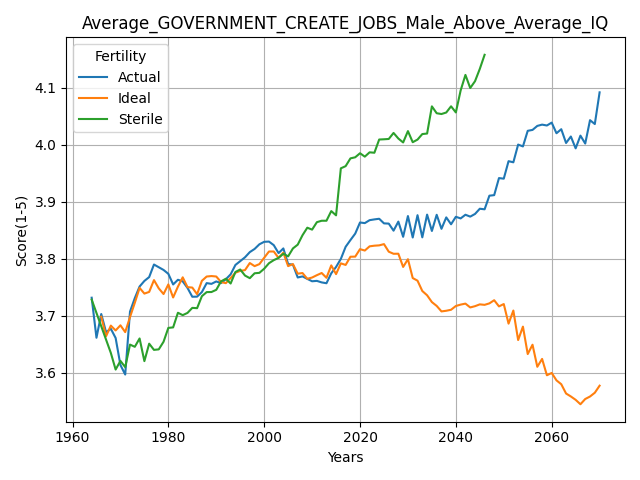 Average_GOVERNMENT_CREATE_JOBS_Male_Above_Average_IQ
Fertility
Actual
Ideal
Sterile
4.1
4.0
3.9
3.8
3.7
3.6
Score(1-5)
1960
1980
2000
2020
2040
2060
Years